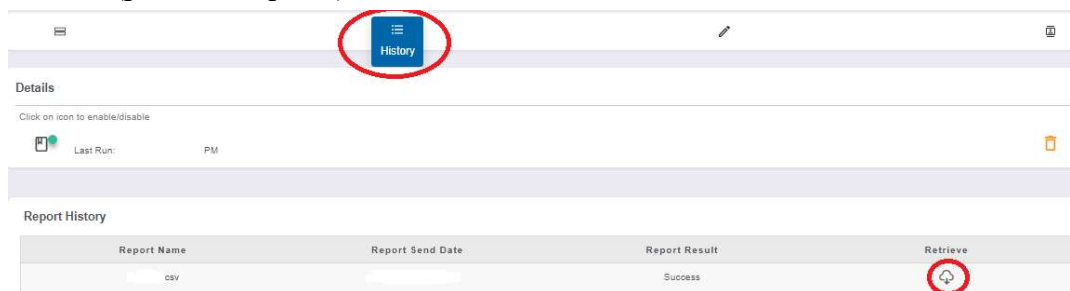 History
Details
Click on icon to enable/disable
Last Run: PM
Report History
Report Name Report Send Date Report Result Retrieve
csv Success